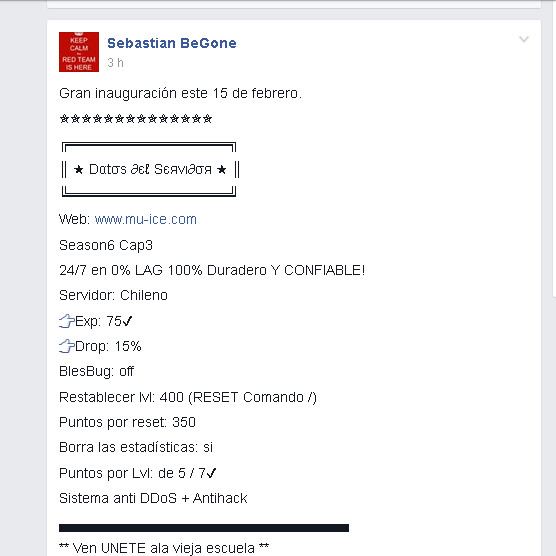 KEEP
CALM
RED TEAM
IS HERE
Sebastian BeGone
3 h
Gran inauguración este 15 de febrero.
✯✯✯✯✯✯✯✯✯✯✯✯✯✯
╔══════════════╗
║ ★ Dαtσs ∂єℓ Sєяvι∂σя ★ ║
╚══════════════╝
Web: www.mu-ice.com
Season6 Cap3
24/7 en 0% LAG 100% Duradero Y CONFIABLE!
Servidor: Chileno
👉Exp: 75✔
👉Drop: 15%
BlesBug: off
Restablecer lvl: 400 (RESET Comando /)
Puntos por reset: 350
Borra las estadísticas: si
Puntos por Lvl: de 5 / 7✔
Sistema anti DDoS + Antihack
▬▬▬▬▬▬▬▬▬▬▬▬▬▬▬▬▬▬▬▬
** Ven UNETE ala vieja escuela **